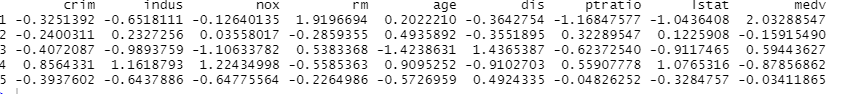 crim indus nox rm age dis ptratio lstat medv
1 -0.3251392 -0.6518111 -0.12640135 1.9196694 0.2022210 -0.3642754 -1.16847577 -1.0436408 2.03288547
2 -0.2400311 0.2327256 0.03558017 -0.2859355 0.4935892 -0.3551895 0.32289547 0.1225908 -0.15915490
3 -0.4072087 -0.9893759 -1.10633782 0.5383368 -1.4238631 1.4365387 -0.62372540 -0.9117465 0.59443627
4 0.8564331 1.1618793 1.22434998 -0.5585363 0.9095252 -0.9102703 0.55907778 1.0765316 -0.87856862
5 -0.3937602 -0.6437886 -0.64775564 -0.2264986 -0.5726959 0.4924335 -0.04826252 -0.3284757 -0.03411865